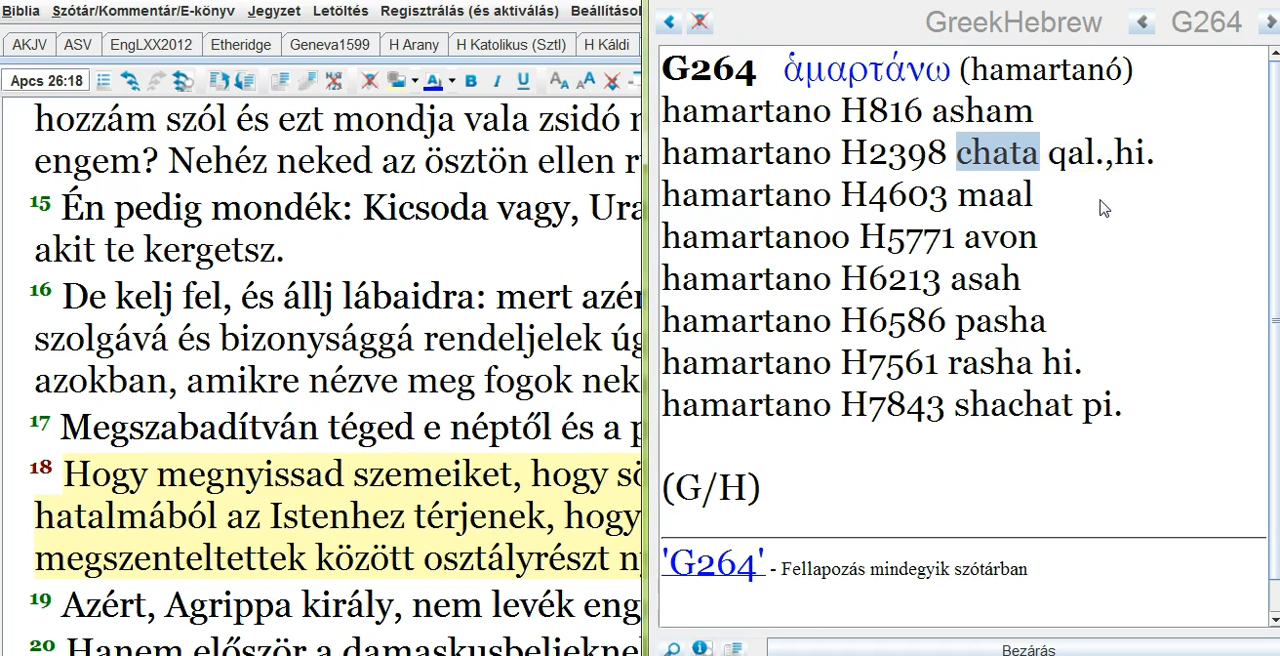 Biblia Szótár/Kommentár/E-könyv Jegyzet Letöltés Regisztrálás (és aktiválás)
AKJV ASV EngLXX2012 Etheridge Geneva1599 H Arany H Katolikus (Sztl) H Káldi
Apcs 26:18
hozzám szól és ezt mondja vala zsidó
engem? Nehéz neked az ösztön ellen
15 Én pedig mondék: Kicsoda vagy,
akit te kergetsz.
16 De kelj fel, és állj lábaidra: mert
szolgává és bizonysággá rendeljelek
azokban, amikre nézve meg fogok
17 Megszabadítván téged e néptől és a
18 Hogy megnyissad szemeiket, hogy
hatalmából az Istenhez térjenek, hogy
megszenteltettek között osztályrészt
19 Azért, Agrippa király, nem levék
20 Hanem először a
GreekHebrew G264
G264 ἁμαρτάνω (hamartanó)
hamartano H816 asham
hamartano H2398 chata qal.,hi.
hamartano H4603 maal
hamartanoo H5771 avon
hamartano H6213 asah
hamartano H6586 pasha
hamartano H7561 rasha hi.
hamartano H7843 shachat pi.
(G/H)
'G264' - Fellapozás mindegyik szótárban
Bezárás